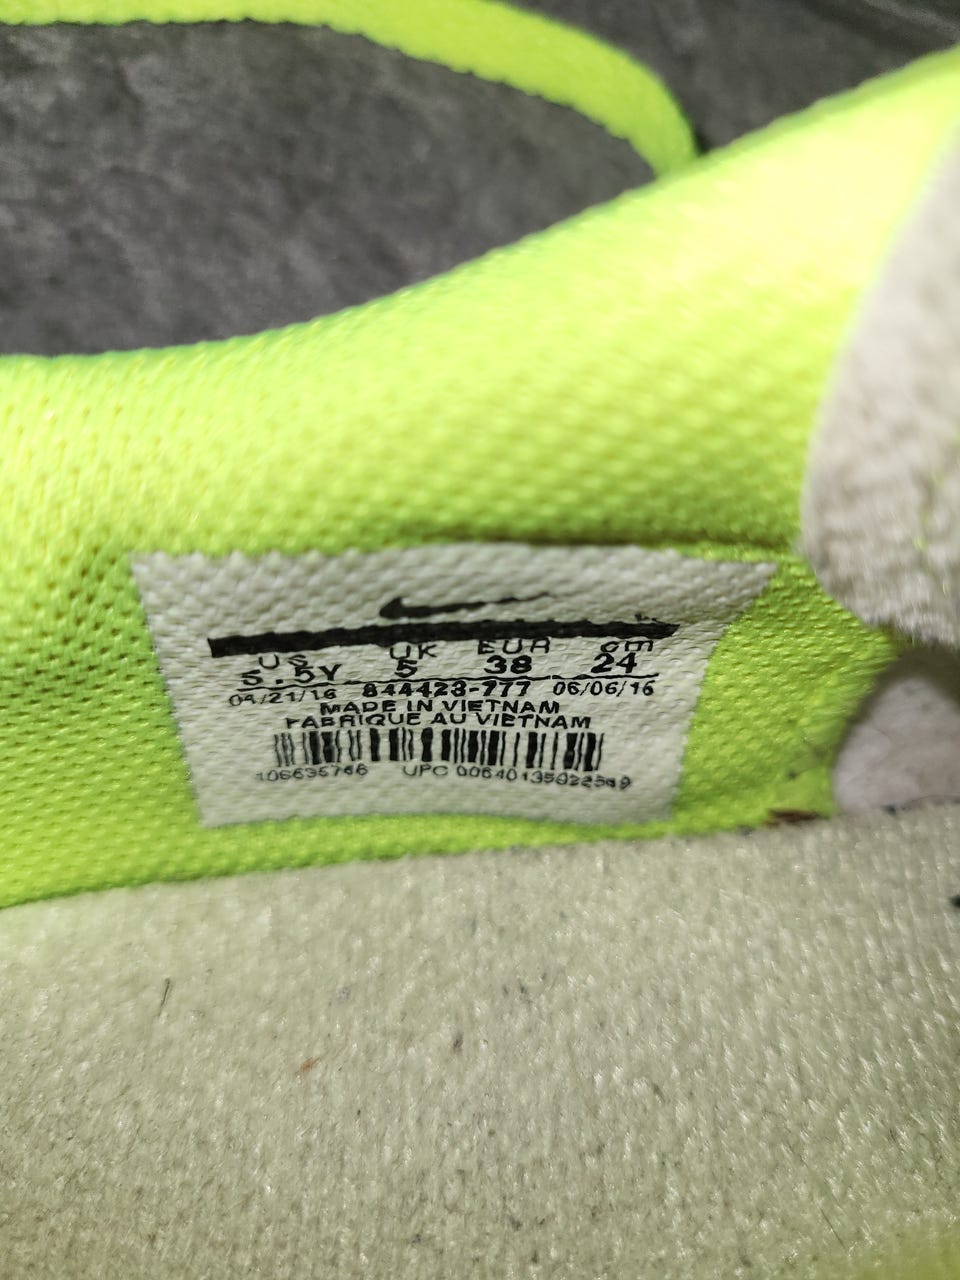 US UK EUR cm
5.5Y 5 38 24
04/21/16 844423-777 06/06/16
MADE IN VIETNAM
FABRIQUE AU VIETNAM
UPC